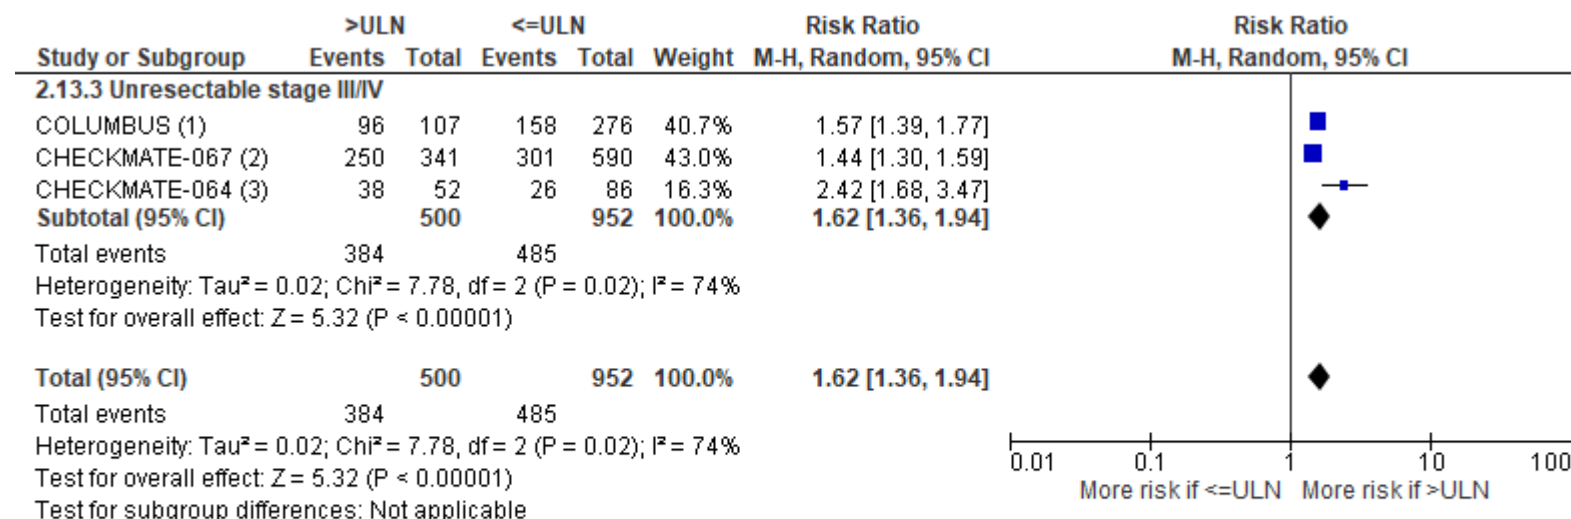 >ULN <=ULN Risk Ratio Risk Ratio
Study or Subgroup Events Total Events Total Weight M-H, Random, 95% CI M-H, Random, 95% CI
2.13.3 Unresectable stage III/IV
COLUMBUS (1) 96 107 158 276 40.7% 1.57 [1.39, 1.77]
CHECKMATE-067 (2) 250 341 301 590 43.0% 1.44 [1.30, 1.59]
CHECKMATE-064 (3) 38 52 26 86 16.3% 2.42 [1.68, 3.47]
Subtotal (95% CI) 500 952 100.0% 1.62 [1.36, 1.94]
Total events 384 485
Heterogeneity: Tau² = 0.02; Chi² = 7.78, df = 2 (P = 0.02); I² = 74%
Test for overall effect: Z = 5.32 (P < 0.00001)
Total (95% CI) 500 952 100.0% 1.62 [1.36, 1.94]
Total events 384 485
Heterogeneity: Tau² = 0.02; Chi² = 7.78, df = 2 (P = 0.02); I² = 74%
Test for overall effect: Z = 5.32 (P < 0.00001)
Test for subgroup differences: Not applicable
0.01 0.1 1 10 100
More risk if <=ULN More risk if >ULN